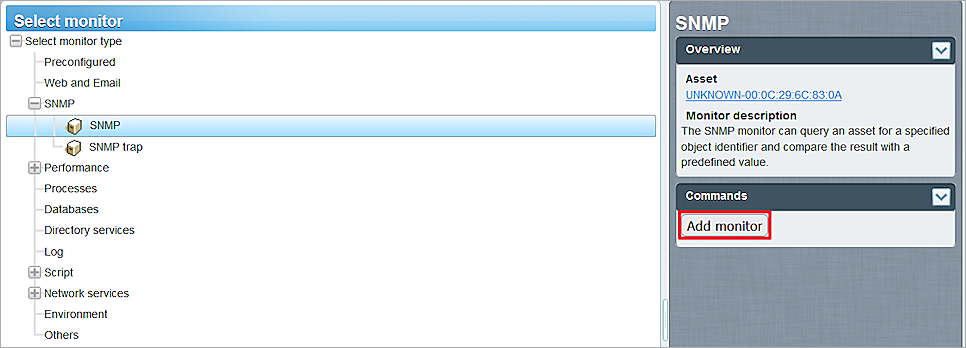 Select monitor
Select monitor type
Preconfigured
Web and Email
SNMP
SNMP
SNMP trap
Performance
Processes
Databases
Directory services
Log
Script
Network services
Environment
Others
SNMP
Overview
Asset
UNKNOWN-00:0C:29:6C:83:0A
Monitor description
The SNMP monitor can query an asset for a specified
object identifier and compare the result with a
predefined value.
Commands
Add monitor